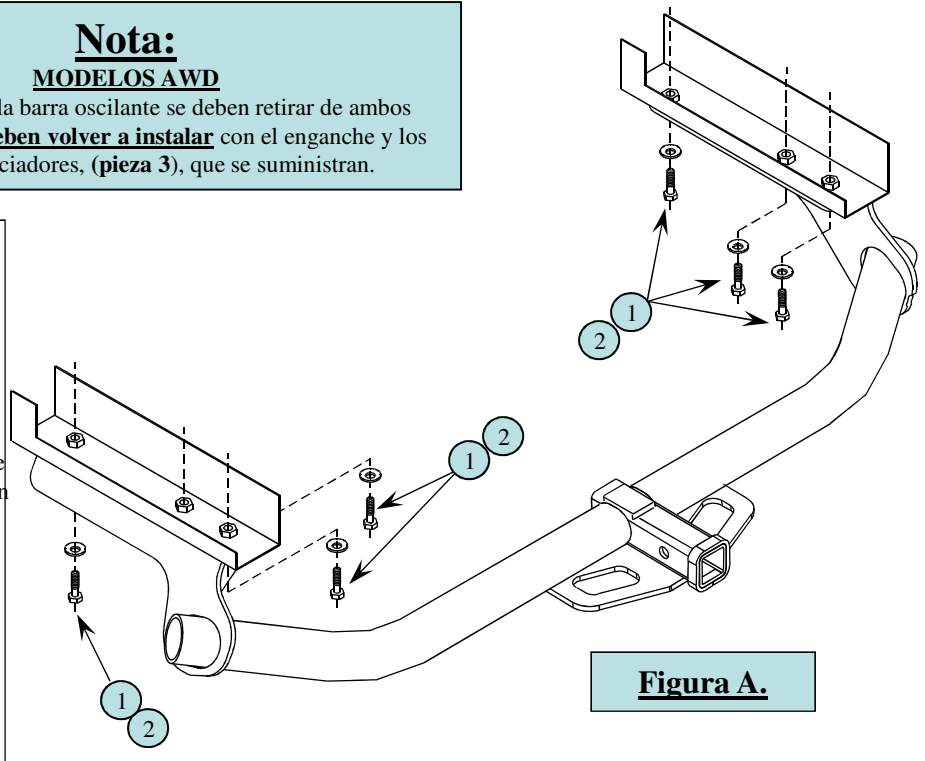 Nota:
MODELOS AWD
la barra oscilante se deben retirar de ambos
eben volver a instalar con el enganche y los
ciadores, (pieza 3), que se suministran.
1
2
1
2
e
n
1
2
Figura A.